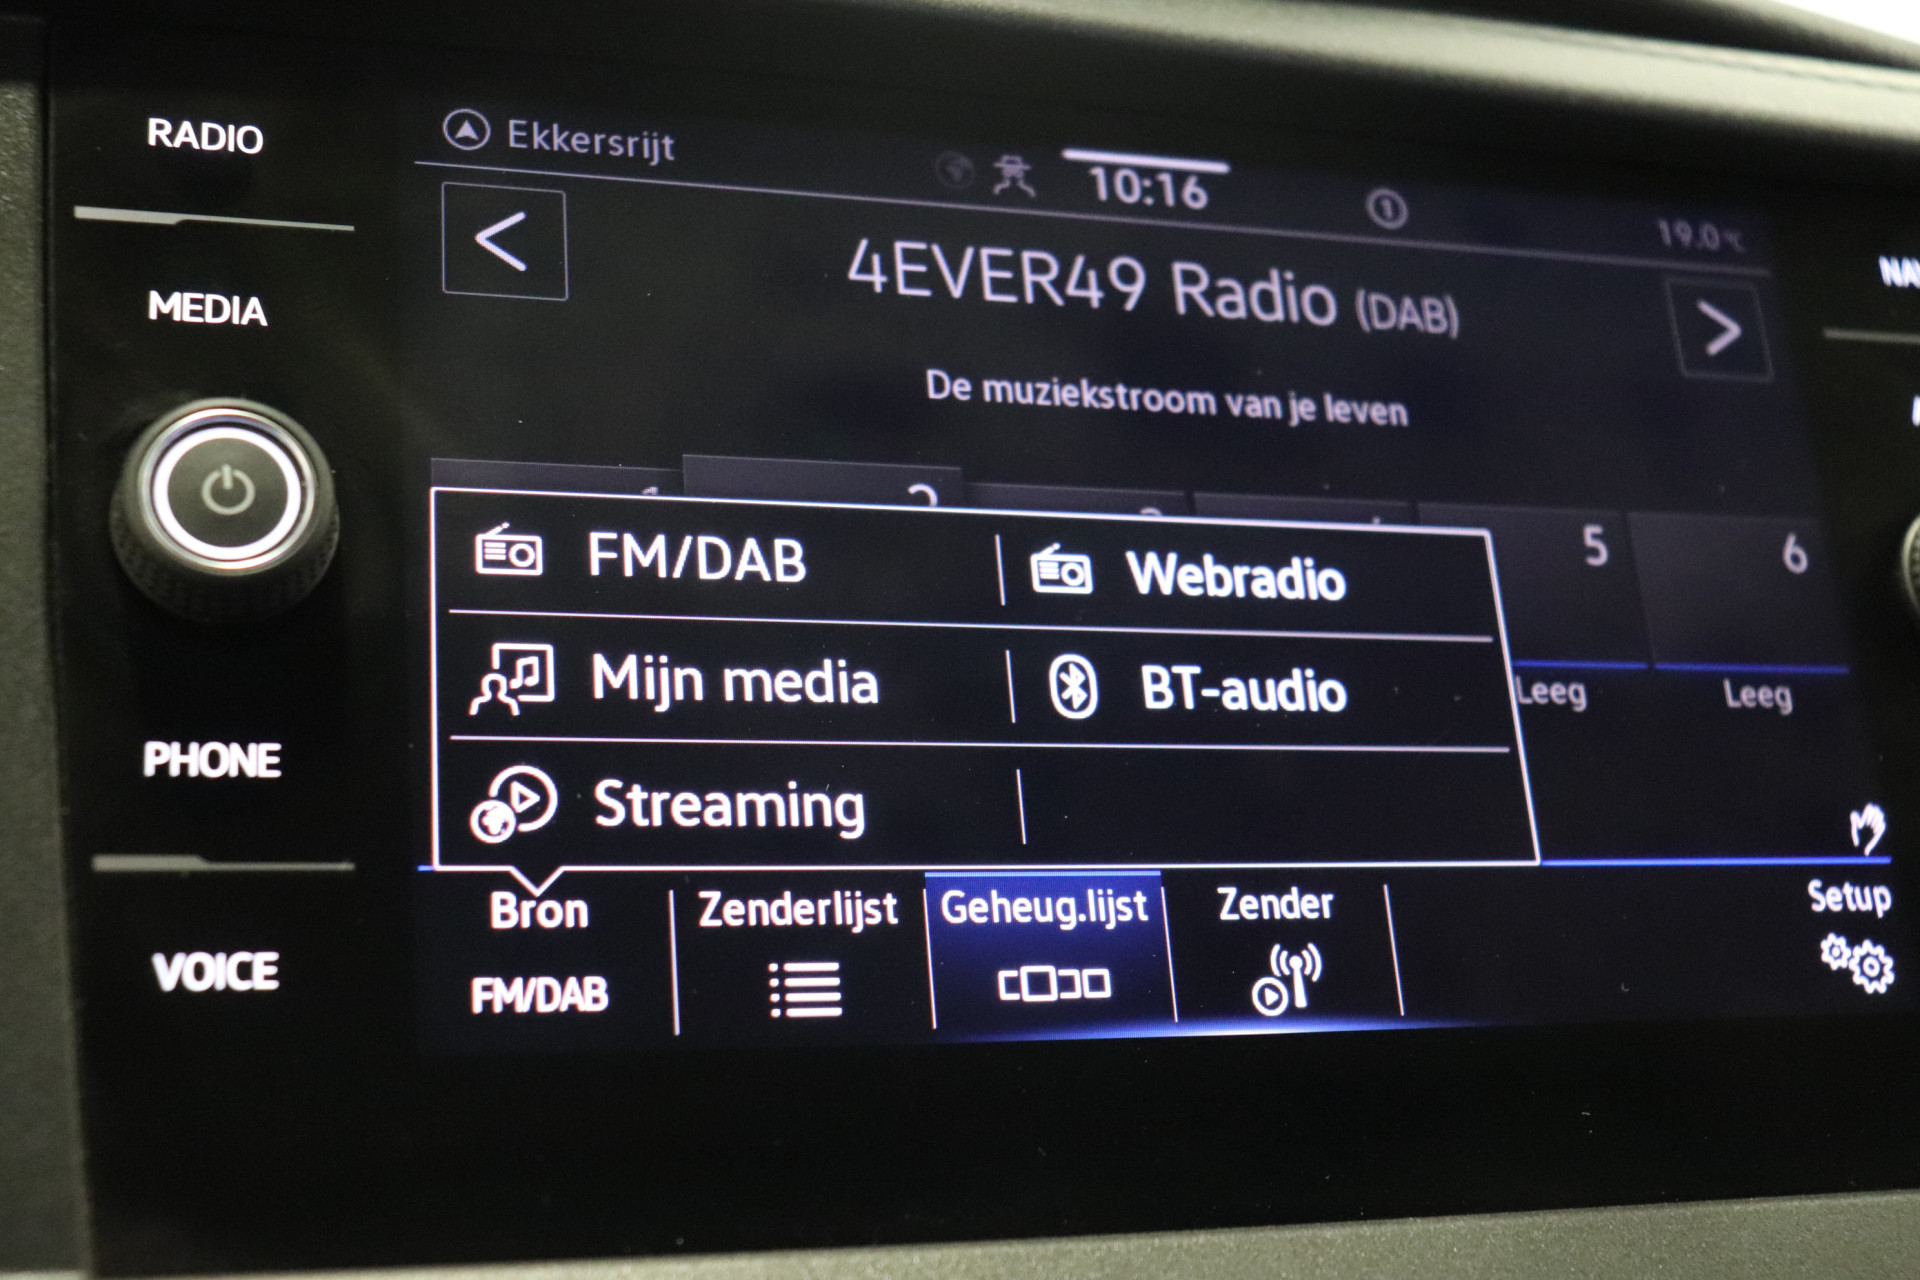 RADIO
MEDIA
PHONE
VOICE
Ekkersrijt
10:16
19.0 °C
<
4EVER49 Radio (DAB)
>
De muziekstroom van je leven
2
5
6
FM/DAB
Webradio
Mijn media
BT-audio
Leeg
Leeg
Streaming
Bron
Zenderlijst
Geheug.lijst
Zender
Setup
FM/DAB